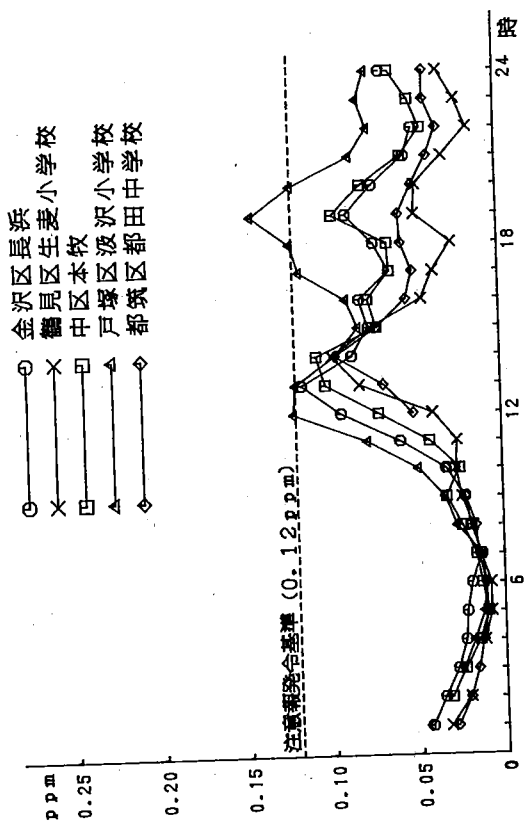 金沢区長浜
鶴見区生麦小学校
中区本牧
戸塚区汲沢小学校
都筑区都田中学校
ppm
0.25
0.20
0.15
0.10
0.05
0
注意報発令基準（0.12ppm）
6
12
18
24
時